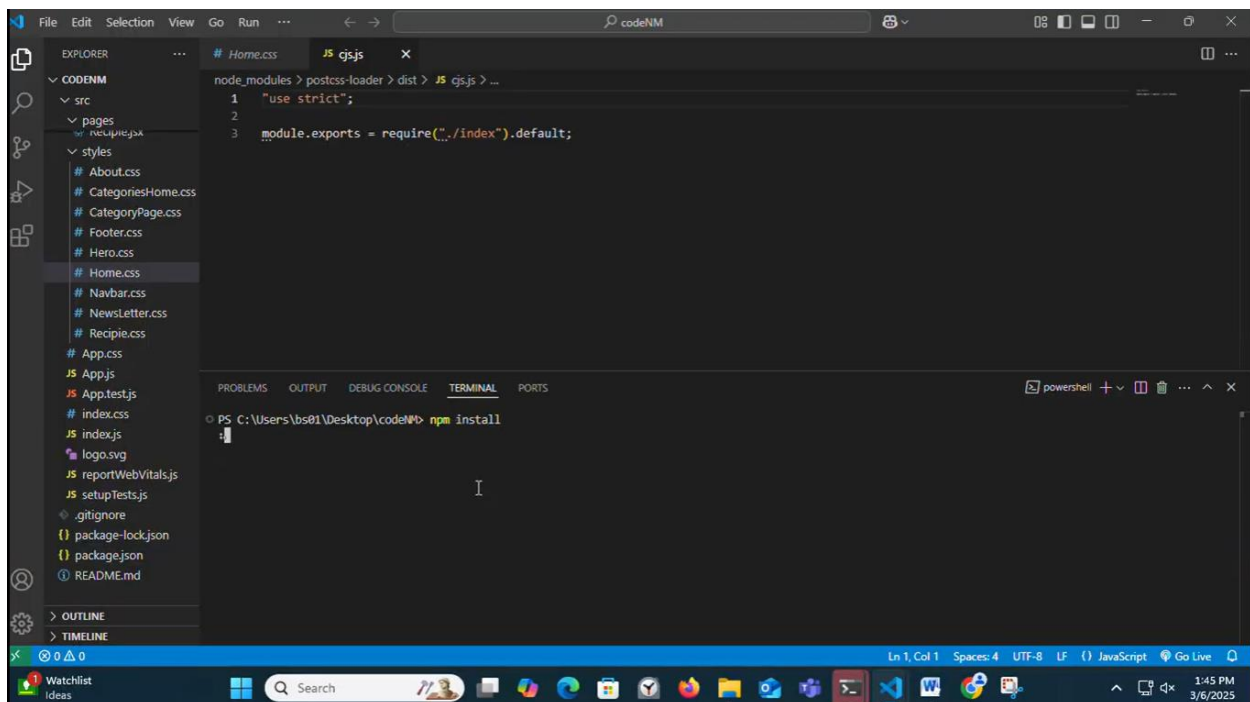 File Edit Selection View Go Run ··· codeNM
EXPLORER ···
CODENM
src
pages
Recipie.jsx
styles
# About.css
# CategoriesHome.css
# CategoryPage.css
# Footer.css
# Hero.css
# Home.css
# Navbar.css
# NewsLetter.css
# Recipie.css
# App.css
JS App.js
JS App.test.js
# index.css
JS index.js
logo.svg
JS reportWebVitals.js
JS setupTests.js
.gitignore
{} package-lock.json
{} package.json
README.md
OUTLINE
TIMELINE
# Home.css JS cjs.js
node_modules > postcss-loader > dist > JS cjs.js > ...
1 "use strict";
2
3 module.exports = require("./index").default;
PROBLEMS OUTPUT DEBUG CONSOLE TERMINAL PORTS powershell
PS C:\Users\bs01\Desktop\codeNM> npm install
0 0 Ln 1, Col 1 Spaces: 4 UTF-8 LF {} JavaScript Go Live
1 Watchlist Search 1:45 PM
Ideas 3/6/2025